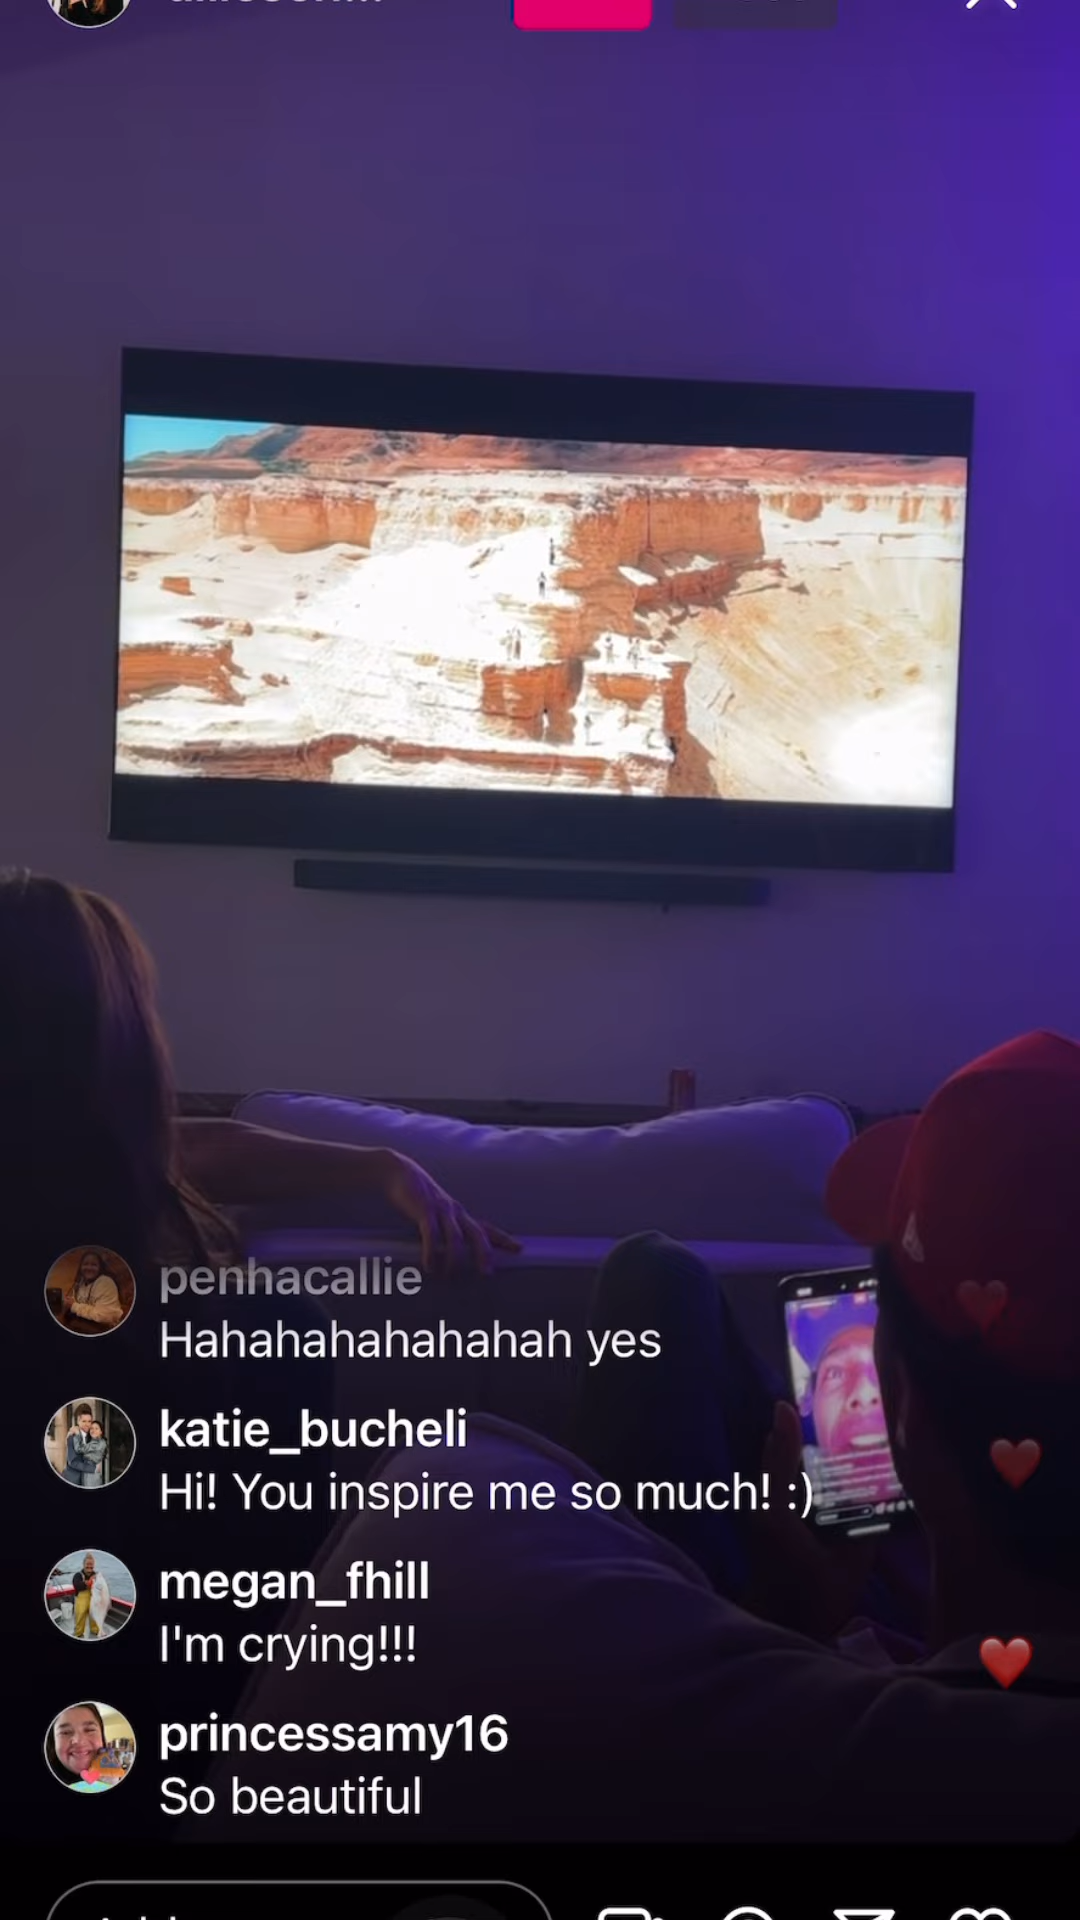 penhacallie
Hahahahahahahah yes
katie_bucheli
Hi! You inspire me so much! :)
megan_fhill
I'm crying!!!
princessamy16
So beautiful